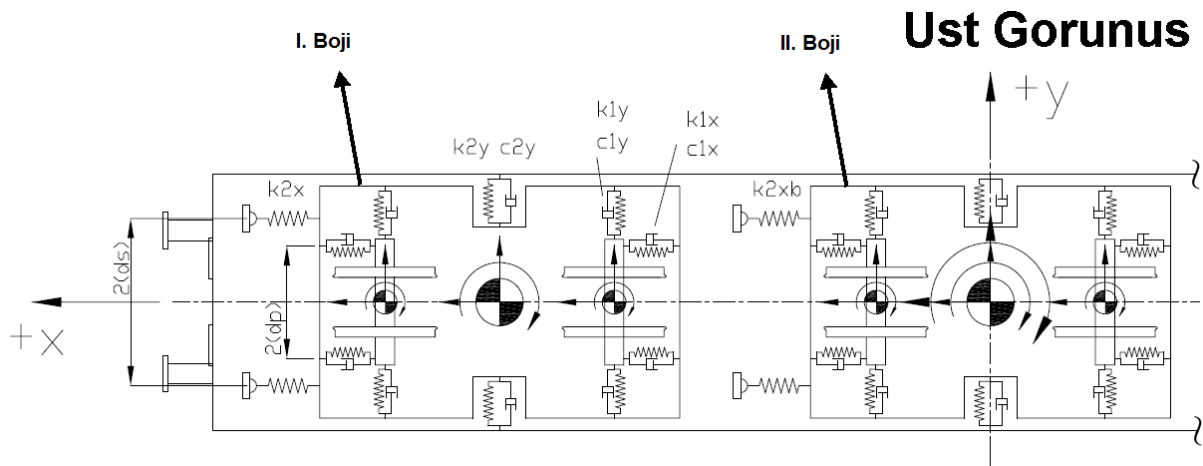 Ust Gorunus
I. Boji
II. Boji
+y
k1y
c1y
k1x
c1x
k2y c2y
k2x
k2xb
2(ds)
2(dp)
+x